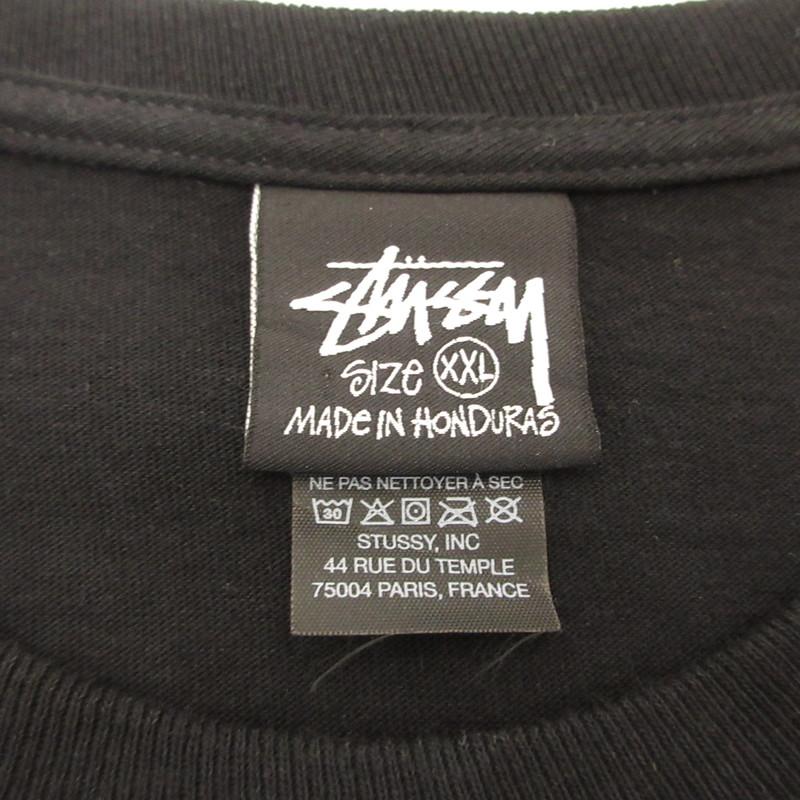 STÜSSY
SIZE XXL
MADE IN HONDURAS
NE PAS NETTOYER À SEC
30
STUSSY, INC
44 RUE DU TEMPLE
75004 PARIS, FRANCE